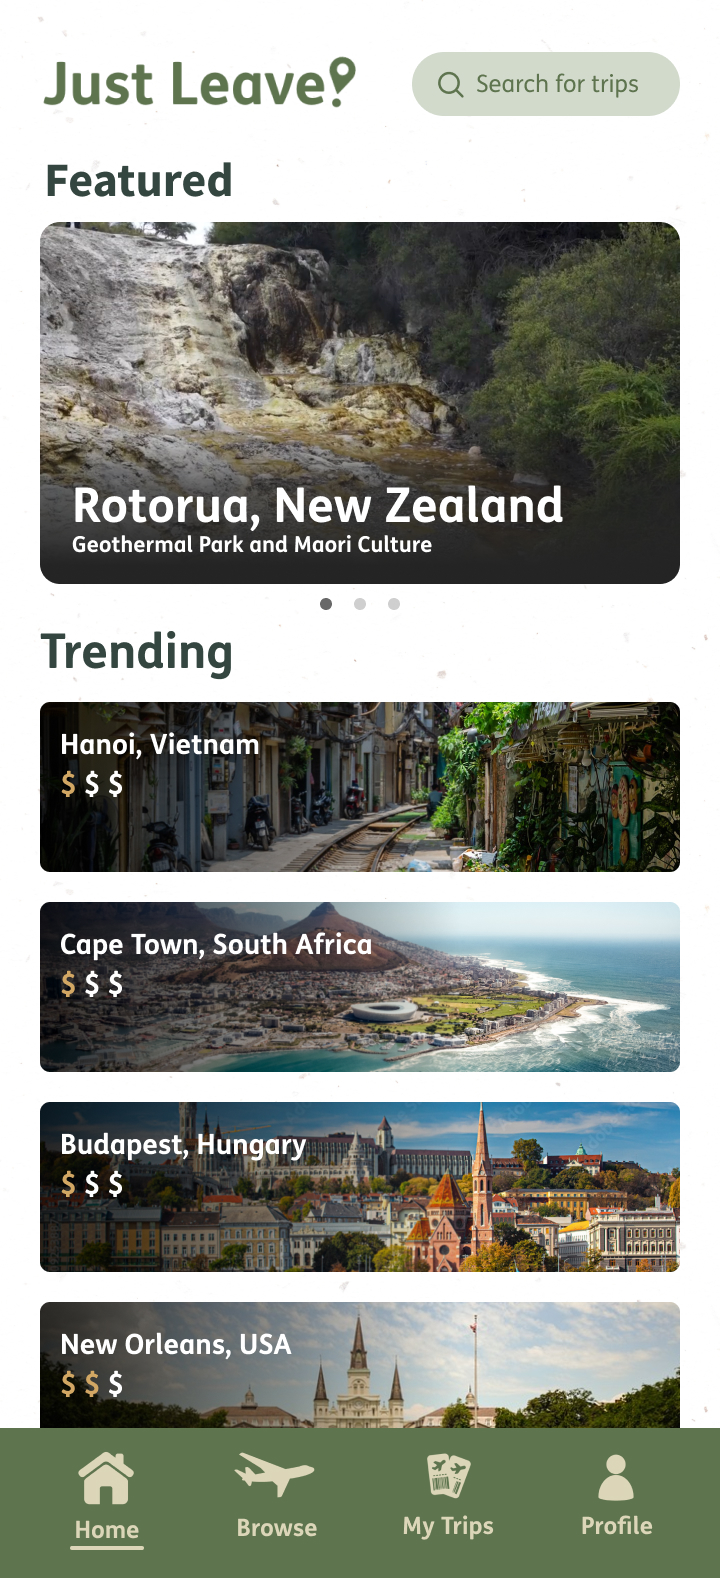 Just Leave?
Search for trips
Featured
Rotorua, New Zealand
Geothermal Park and Maori Culture
Trending
Hanoi, Vietnam
$ $ $
Cape Town, South Africa
$ $ $
Budapest, Hungary
$ $ $
New Orleans, USA
$ $ $
Home
Browse
My Trips
Profile